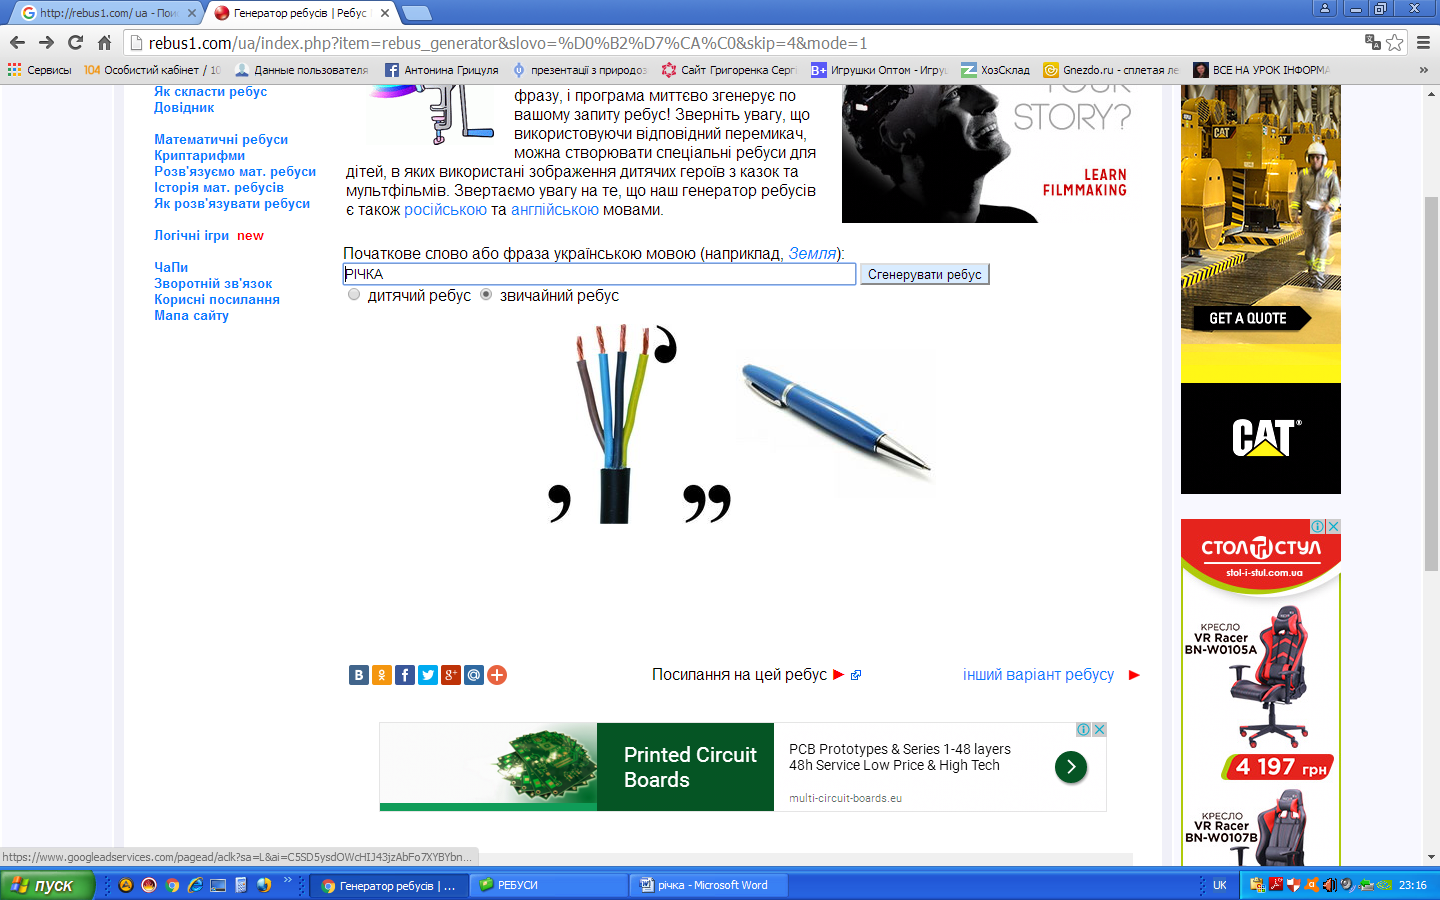 http://rebus1.com/ ua - Пои
Генератор ребусів | Ребус
rebus1.com/ua/index.php?item=rebus_generator&slovo=%D0%B2%D7%CA%C0&skip=4&mode=1
Сервисы
104 Особистий кабінет / 10
Данные пользователя
Антонина Грицуля
презентації з природоз
Сайт Григоренка Серг
Игрушки Оптом - Игру
ХозСклад
Gnezdo.ru - сплетая ле
ВСЕ НА УРОК ІНФОРМА
»
Як скласти ребус
Довідник
Математичні ребуси
Криптарифми
Розв'язуємо мат. ребуси
Історія мат. ребусів
Як розв'язувати ребуси
Логічні ігри new
ЧаПи
Зворотній зв'язок
Корисні посилання
Мапа сайту
фразу, і програма миттєво згенерує по
вашому запиту ребус! Зверніть увагу, що
використовуючи відповідний перемикач,
можна створювати спеціальні ребуси для
дітей, в яких використані зображення дитячих героїв з казок та
мультфільмів. Звертаємо увагу на те, що наш генератор ребусів
є також російською та англійською мовами.
YOUR
STORY?
LEARN
FILMMAKING
Початкове слово або фраза українською мовою (наприклад, Земля):
РІЧКА
Сгенерувати ребус
дитячий ребус звичайний ребус
,
,
,,
Посилання на цей ребус
інший варіант ребусу
Printed Circuit
Boards
PCB Prototypes & Series 1-48 layers
48h Service Low Price & High Tech
multi-circuit-boards.eu
CAT
GET A QUOTE
CAT®
СТОЛ И СТУЛ
stol-i-stul.com.ua
КРЕСЛО
VR Racer
BN-W0105A
4 197 грн
КРЕСЛО
VR Racer
BN-W0107B
https://www.googleadservices.com/pagead/aclk?sa=L&ai=C5SD5ysdOWcHIJ43jzAbFo7XYBYbn...
пуск
»
Генератор ребусів | ...
РЕБУСИ
річка - Microsoft Word
UK
23:16